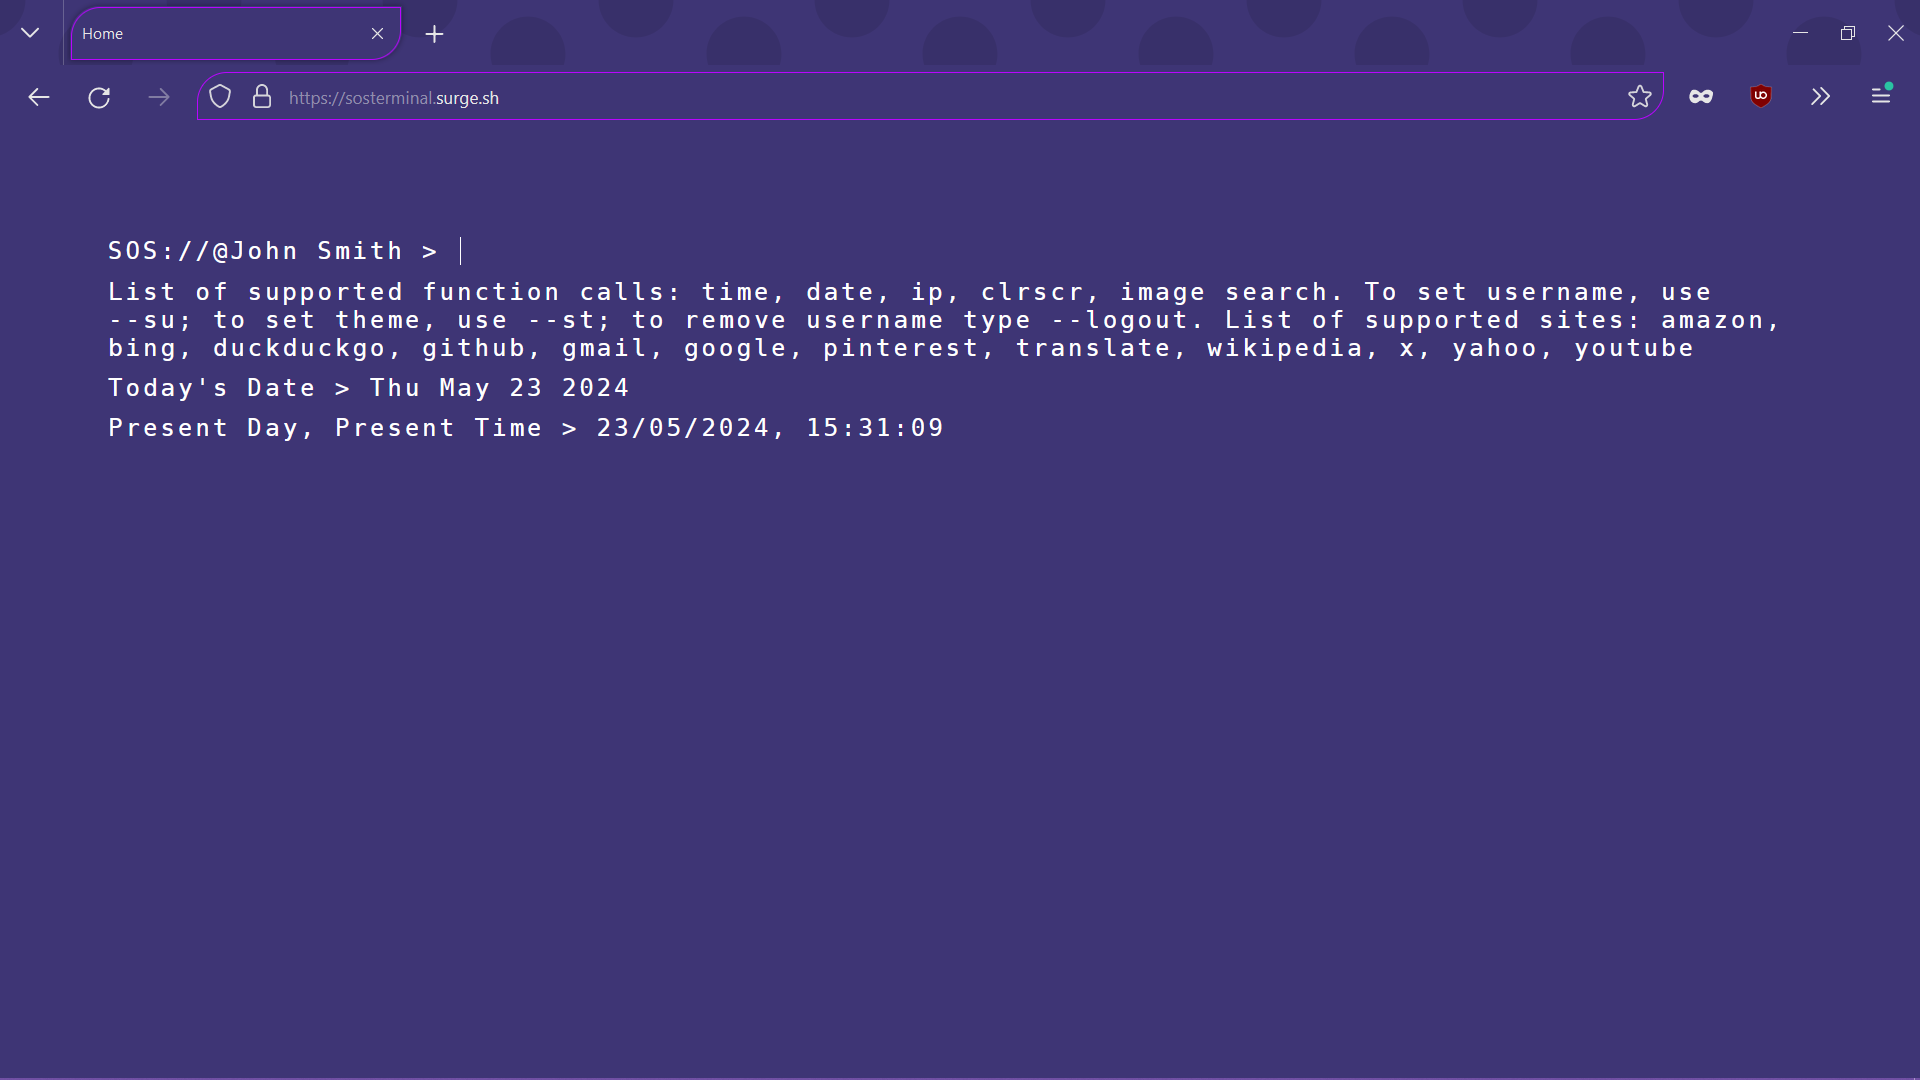 Home
https://sosterminal.surge.sh
SOS://@John Smith >
List of supported function calls: time, date, ip, clrscr, image search. To set username, use
--su; to set theme, use --st; to remove username type --logout. List of supported sites: amazon,
bing, duckduckgo, github, gmail, google, pinterest, translate, wikipedia, x, yahoo, youtube
Today's Date > Thu May 23 2024
Present Day, Present Time > 23/05/2024, 15:31:09